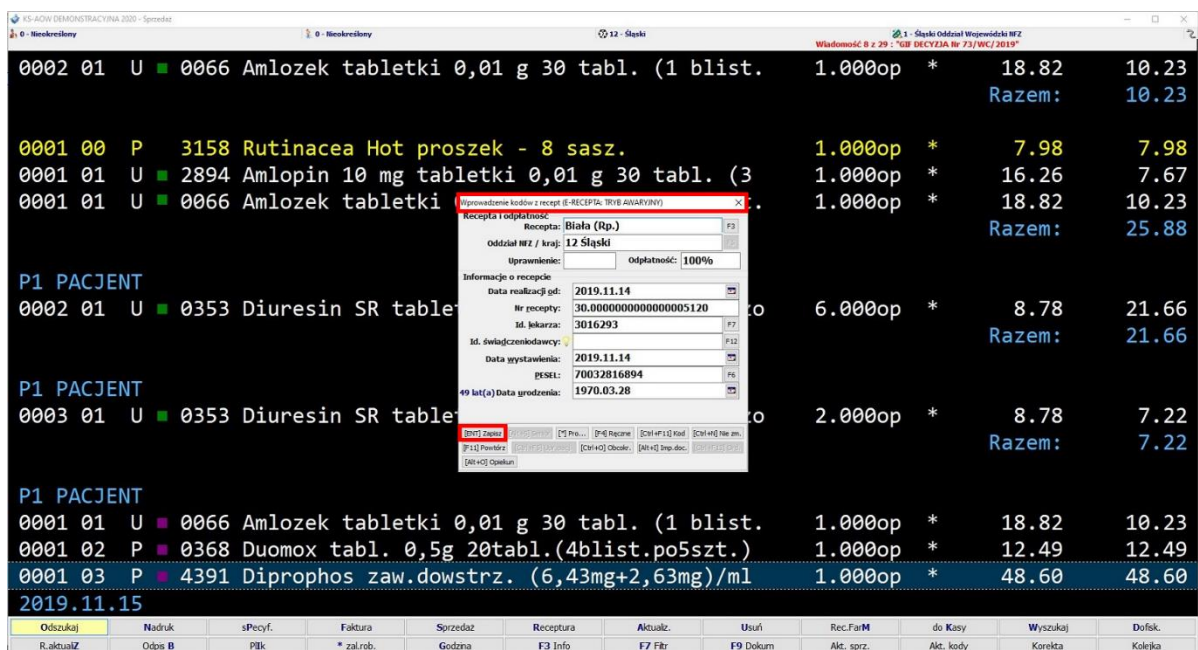 KS-AOW DEMONSTRACYJNA 2020 - Sprzedaż
0 - Nieokreślony 0 - Nieokreślony 12 - Śląski 1 - Śląski Oddział Wojewódzki NFZ
Wiadomość 8 z 29 : "GIF DECYZJA Nr 73/WC/2019"
0002 01 U 0066 Amlozek tabletki 0,01 g 30 tabl. (1 blist. 1.000op * 18.82 10.23
Razem: 10.23
0001 00 P 3158 Rutinacea Hot proszek - 8 sasz. 1.000op * 7.98 7.98
0001 01 U 2894 Amlopin 10 mg tabletki 0,01 g 30 tabl. (3 1.000op * 16.26 7.67
0001 01 U 0066 Amlozek tabletki 1.000op * 18.82 10.23
Razem: 25.88
P1 PACJENT
0002 01 U 0353 Diuresin SR tablet zo 6.000op * 8.78 21.66
Razem: 21.66
P1 PACJENT
0003 01 U 0353 Diuresin SR tablet zo 2.000op * 8.78 7.22
Razem: 7.22
P1 PACJENT
0001 01 U 0066 Amlozek tabletki 0,01 g 30 tabl. (1 blist. 1.000op * 18.82 10.23
0001 02 P 0368 Duomox tabl. 0,5g 20tabl.(4blist.po5szt.) 1.000op * 12.49 12.49
0001 03 P 4391 Diprophos zaw.dowstrz. (6,43mg+2,63mg)/ml 1.000op * 48.60 48.60
2019.11.15
Wprowadzenie kodów z recept (E-RECEPTA: TRYB AWARYJNY)
Recepta i odpłatność
Recepta: Biała (Rp.) F3
Oddział NFZ / kraj: 12 Śląski
Uprawnienie: Odpłatność: 100%
Informacje o recepcie
Data realizacji od: 2019.11.14
Nr recepty: 30.0000000000000005120
Id. lekarza: 3016293 F7
Id. świadczeniodawcy: F12
Data wystawienia: 2019.11.14
PESEL: 70032816894 F6
49 lat(a) Data urodzenia: 1970.03.28
[ENT] Zapisz [*] Pro... [F4] Ręczne [Ctrl+F11] Kod [Ctrl+N] Nie zm.
[F11] Powtórz [Ctrl+O] Obcokr. [Alt+I] Imp.doc.
[Alt+O] Opiekun
Odszukaj Nadruk sPecyf. Faktura Sprzedaż Receptura Aktualiz. Usuń Rec.FarM do Kasy Wyszukaj Dofisk.
R.aktualiZ Odpis B Plik * zal.rob. Godzina F3 Info F7 Fltr F9 Dokum Akt. sprz. Akt. kody Korekta Kolejka